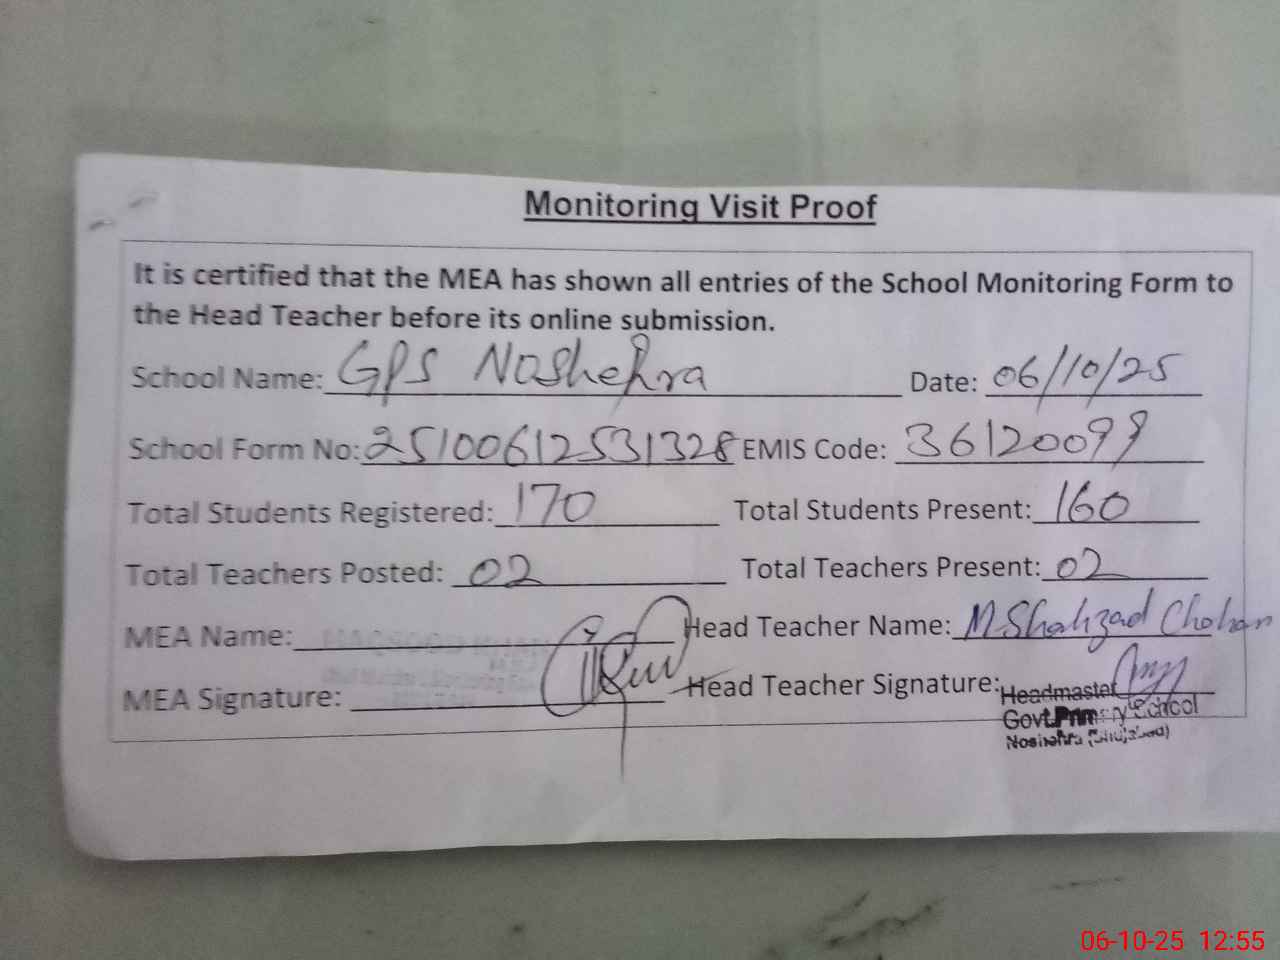 Monitoring Visit Proof
It is certified that the MEA has shown all entries of the School Monitoring Form to
the Head Teacher before its online submission.
School Name: GPS Noshehra Date: 06/10/25
School Form No: 25100612531328 EMIS Code: 36120099
Total Students Registered: 170 Total Students Present: 160
Total Teachers Posted: 02 Total Teachers Present: 02
MEA Name: Head Teacher Name: M Shahzad Chohan
MEA Signature: Head Teacher Signature:
Headmaster
Govt. Primary School
Noshehra
06-10-25 12:55